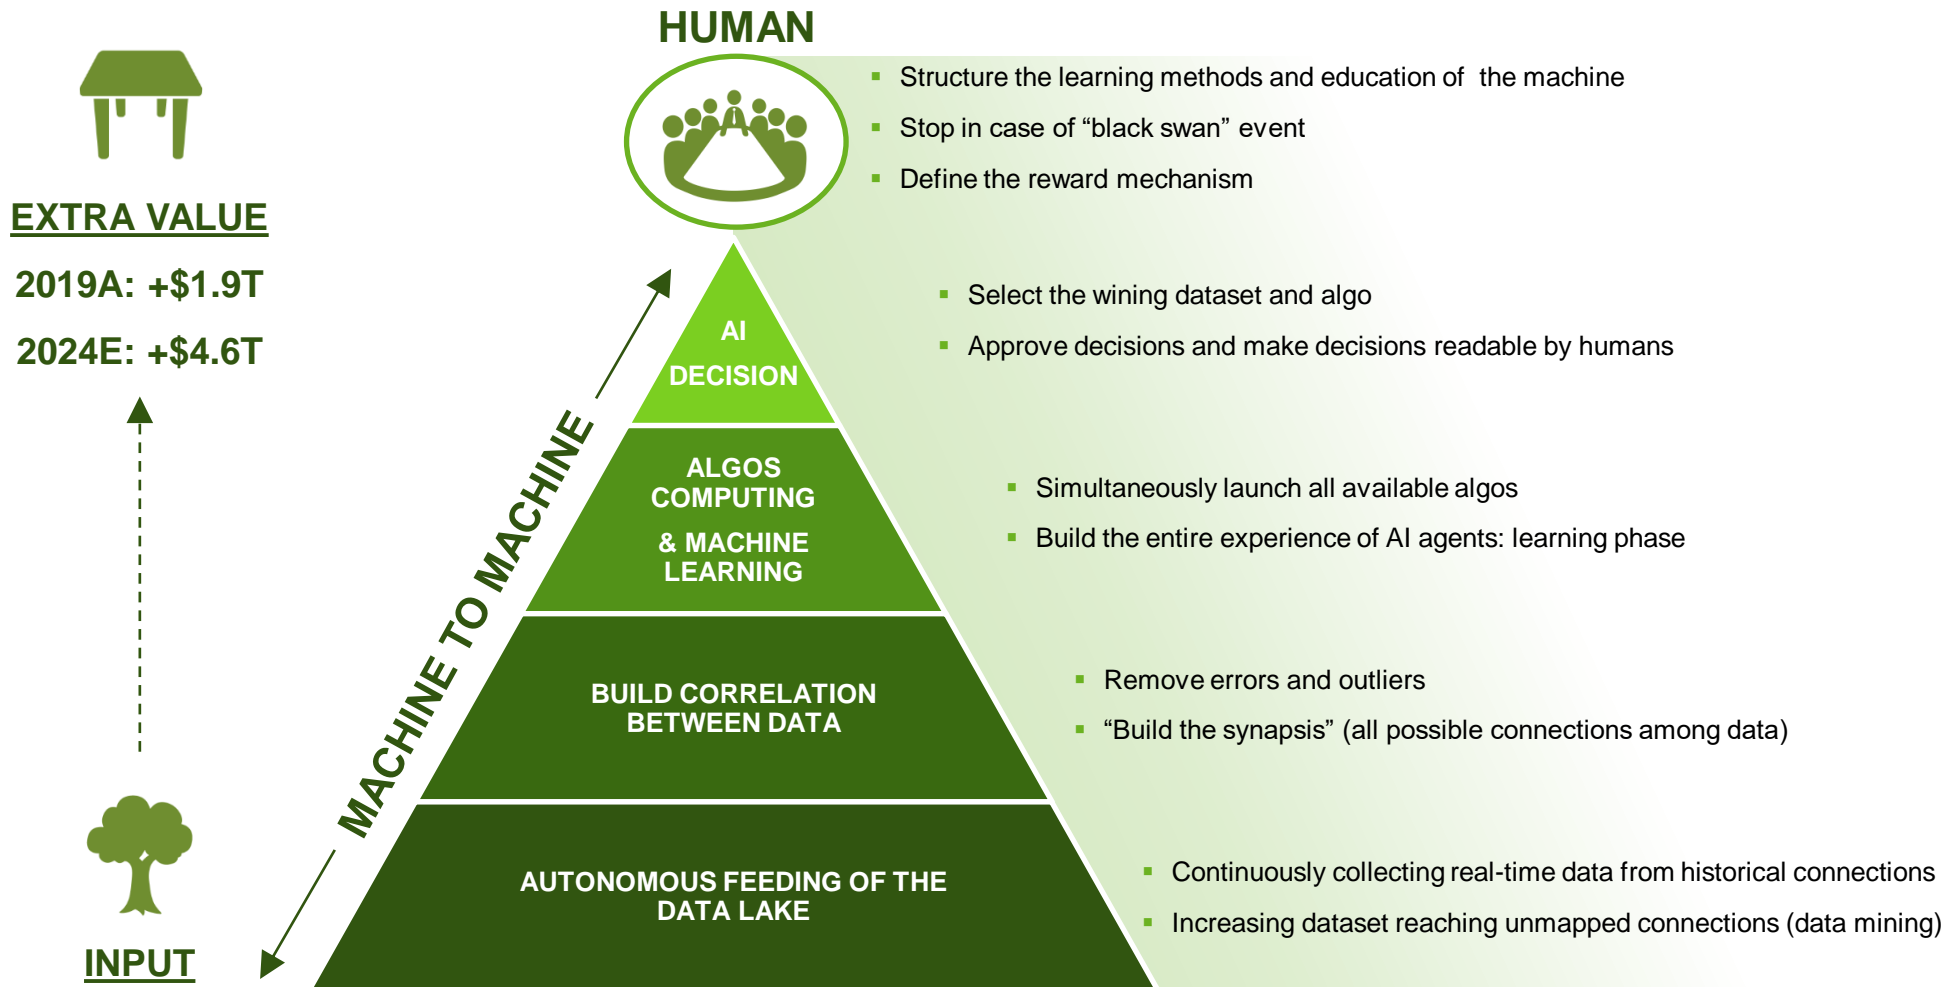 HUMAN
▪ Structure the learning methods and education of the machine
▪ Stop in case of “black swan” event
▪ Define the reward mechanism
EXTRA VALUE
2019A: +$1.9T
2024E: +$4.6T
AI
DECISION
▪ Select the wining dataset and algo
▪ Approve decisions and make decisions readable by humans
MACHINE TO MACHINE
ALGOS
COMPUTING
& MACHINE
LEARNING
▪ Simultaneously launch all available algos
▪ Build the entire experience of AI agents: learning phase
BUILD CORRELATION
BETWEEN DATA
▪ Remove errors and outliers
▪ “Build the synapsis” (all possible connections among data)
AUTONOMOUS FEEDING OF THE
DATA LAKE
▪ Continuously collecting real-time data from historical connections
▪ Increasing dataset reaching unmapped connections (data mining)
INPUT